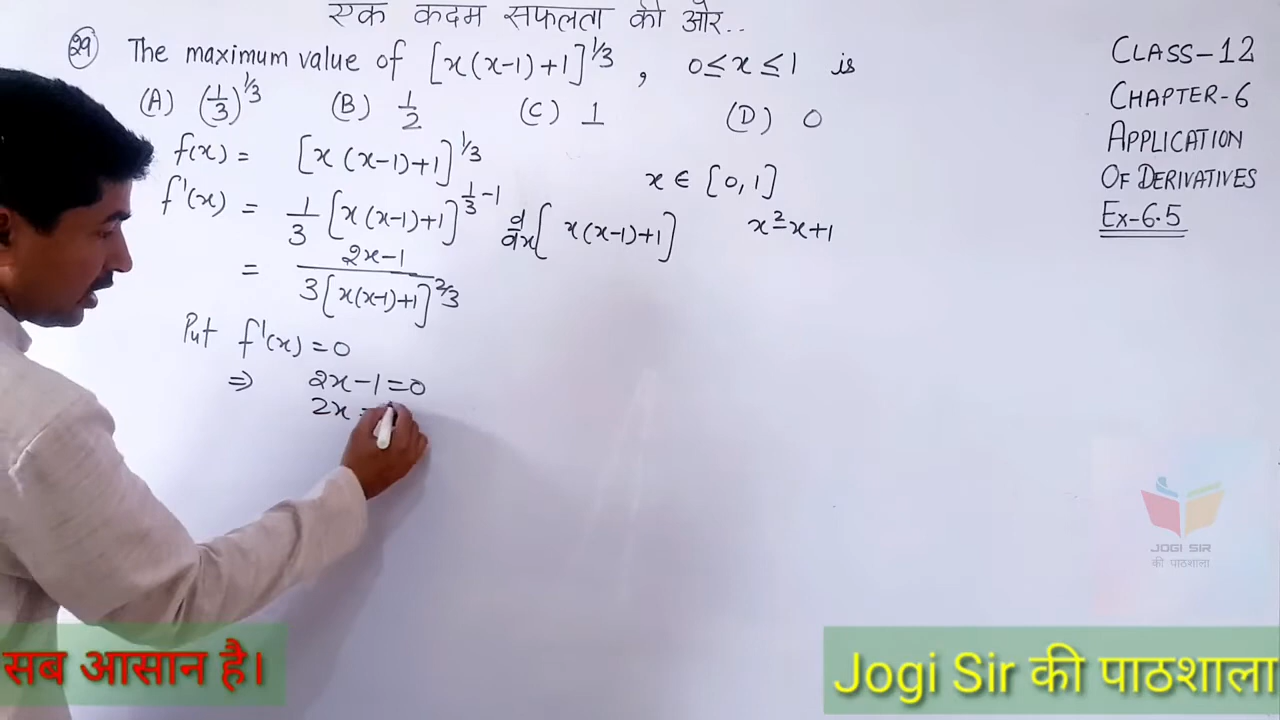 एक कदम सफलता की ओर..
(29) The maximum value of [x(x-1)+1]^1/3 , 0≤x≤1 is
(A) (1/3)^1/3 (B) 1/2 (C) 1 (D) 0
f(x) = [x(x-1)+1]^1/3
x ∈ [0,1]
f'(x) = 1/3 [x(x-1)+1]^1/3-1 d/dx[x(x-1)+1] x²-x+1
= 2x-1 / 3[x(x-1)+1]^2/3
Put f'(x)=0
⇒ 2x-1=0
2x =
CLASS-12
CHAPTER-6
APPLICATION
OF DERIVATIVES
Ex-6.5
JOGI SIR
की पाठशाला
सब आसान है।
Jogi Sir की पाठशाला